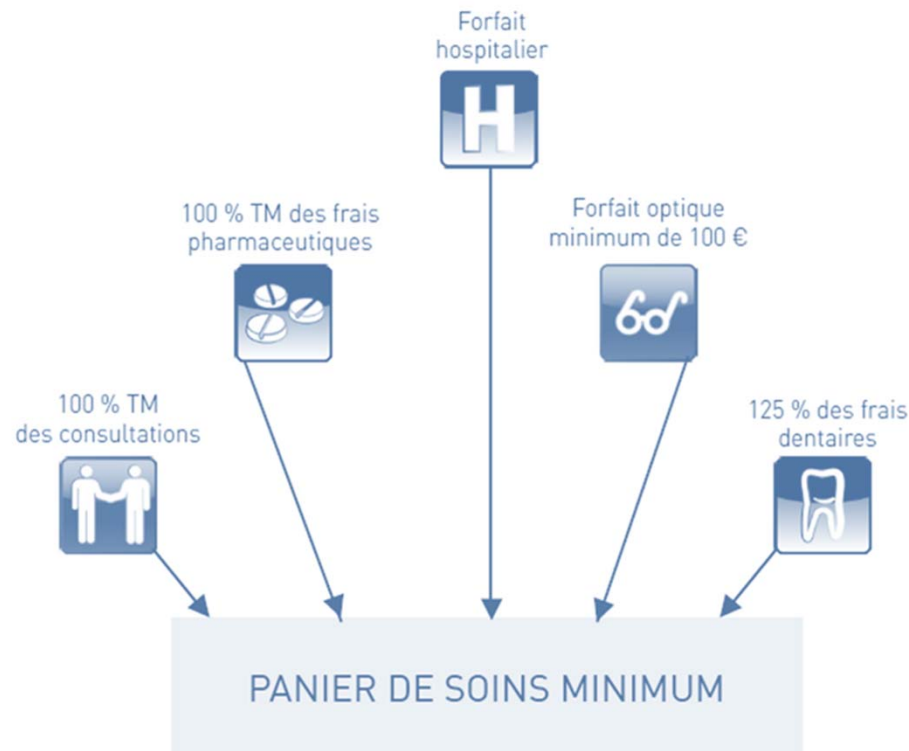 Forfait
hospitalier
H
100 % TM des frais
pharmaceutiques
Forfait optique
minimum de 100 €
100 % TM
des consultations
125 % des frais
dentaires
PANIER DE SOINS MINIMUM